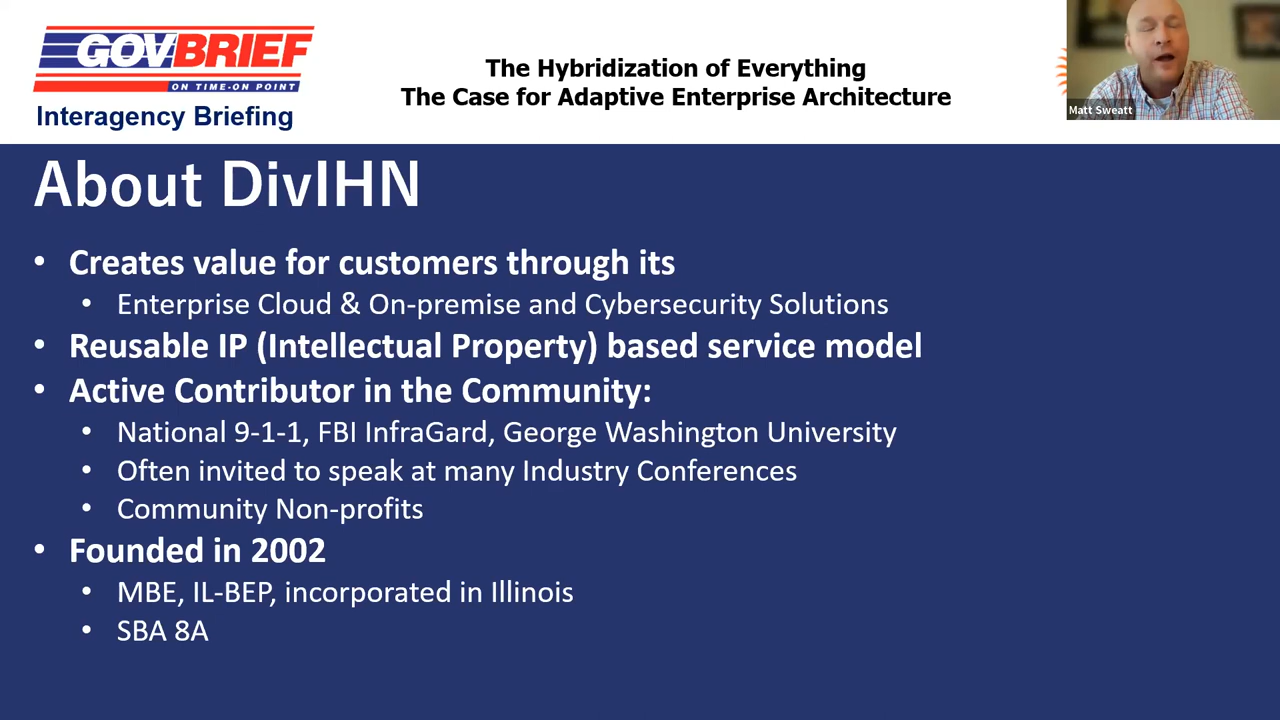 GOVBRIEF
ON TIME-ON POINT
Interagency Briefing
The Hybridization of Everything
The Case for Adaptive Enterprise Architecture
Matt Sweatt
About DivIHN
• Creates value for customers through its
• Enterprise Cloud & On-premise and Cybersecurity Solutions
• Reusable IP (Intellectual Property) based service model
• Active Contributor in the Community:
• National 9-1-1, FBI InfraGard, George Washington University
• Often invited to speak at many Industry Conferences
• Community Non-profits
• Founded in 2002
• MBE, IL-BEP, incorporated in Illinois
• SBA 8A